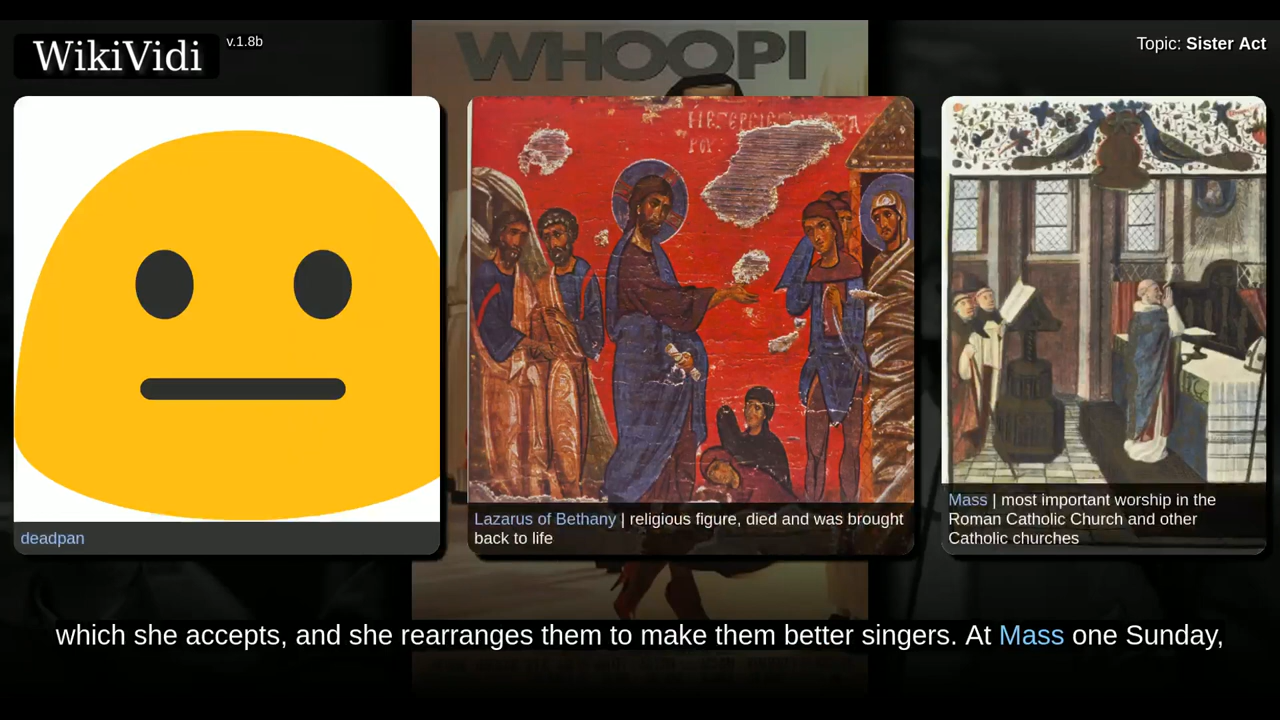 WHOOPI
WikiVidi
v.1.8b
Topic: Sister Act
deadpan
Lazarus of Bethany | religious figure, died and was brought
back to life
Mass | most important worship in the
Roman Catholic Church and other
Catholic churches
which she accepts, and she rearranges them to make them better singers. At Mass one Sunday,